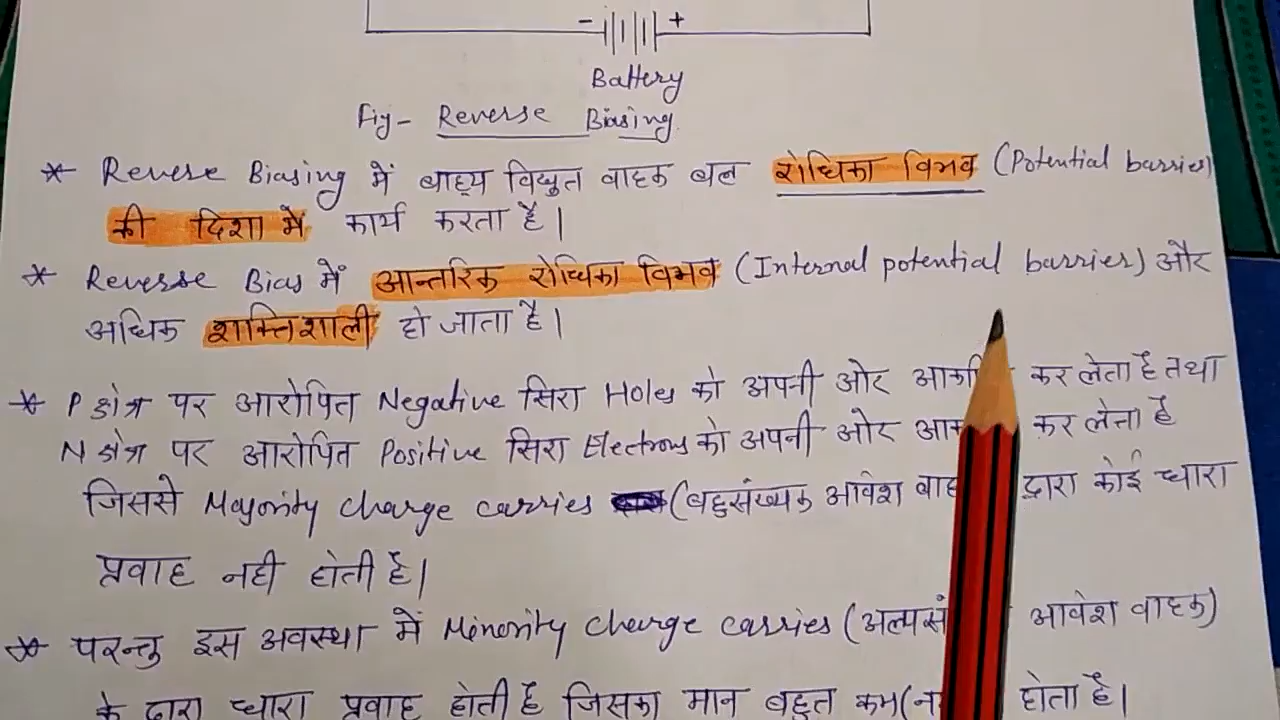 - +
Battery
Fig- Reverse Biasing
* Reverse Biasing में बाह्य विद्युत वाहक बल रोधिका विभव (Potential barries)
की दिशा में कार्य करता है।
* Reverse Bias में आन्तरिक रोधिका विभव (Internal potential barries) और
अधिक शक्तिशाली हो जाता है।
* P क्षेत्र पर आरोपित Negative सिरा Holes को अपनी ओर कर लेता है तथा
N क्षेत्र पर आरोपित Positive सिरा Electrons को अपनी ओर कर लेता है
जिससे Majority charge carries (बहुसंख्यक आवेश द्वारा कोई ध्धारा
प्रवाह नही होती है।
* परन्तु इस अवस्था में Minority charge carries ( आवेश वाहक)
के द्वारा ध्धारा प्रवाह होती है जिसका मान बहुत कम( होता है।